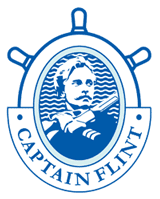 · CAPTAIN FLINT ·